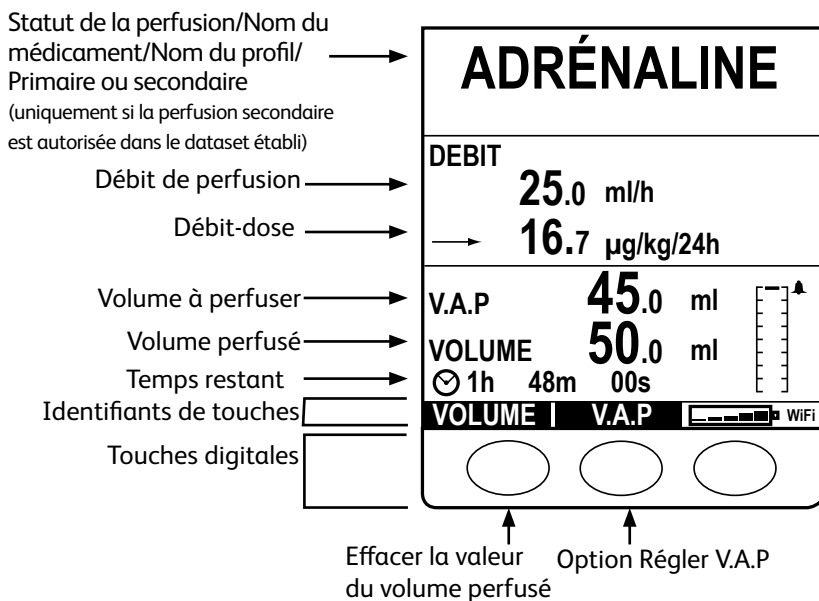 Statut de la perfusion/Nom du
médicament/Nom du profil/
Primaire ou secondaire
(uniquement si la perfusion secondaire
est autorisée dans le dataset établi)
Débit de perfusion
Débit-dose
Volume à perfuser
Volume perfusé
Temps restant
Identifiants de touches
Touches digitales
ADRÉNALINE
DEBIT
25.0 ml/h
16.7 µg/kg/24h
V.A.P 45.0 ml
VOLUME 50.0 ml
1h 48m 00s
VOLUME V.A.P WiFi
Effacer la valeur
du volume perfusé
Option Régler V.A.P